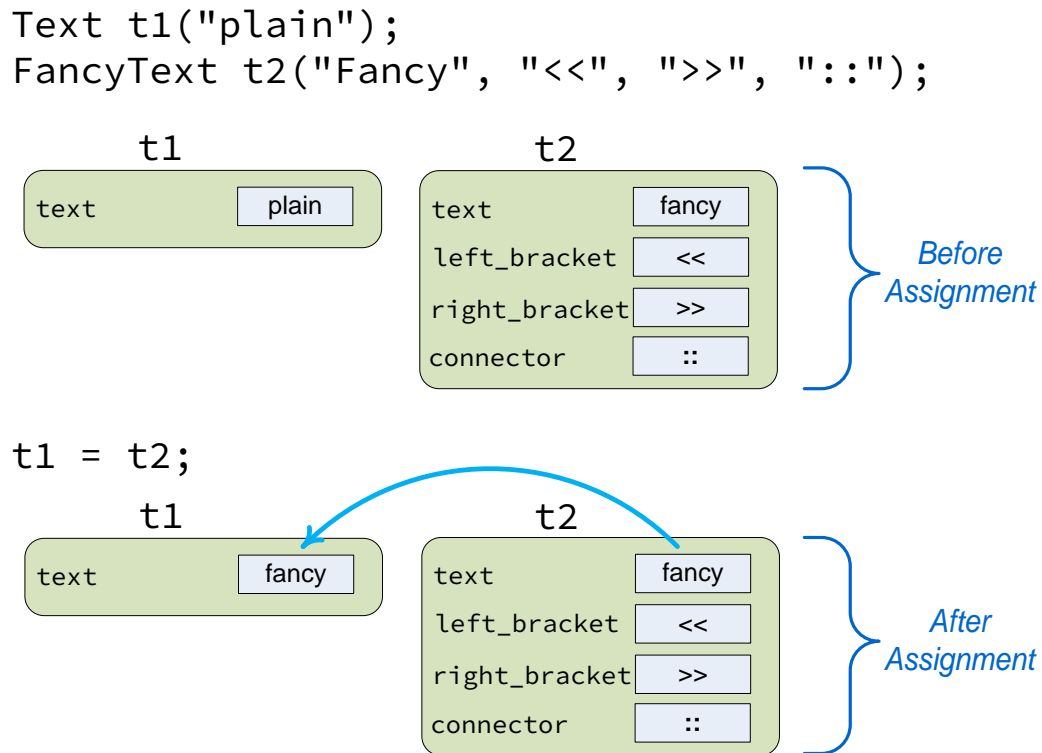 Text t1("plain");
FancyText t2("Fancy", "<<", ">>", "::");
t1
text plain
t2
text fancy
left_bracket <<
right_bracket >>
connector ::
Before
Assignment
t1 = t2;
t1
text fancy
t2
text fancy
left_bracket <<
right_bracket >>
connector ::
After
Assignment